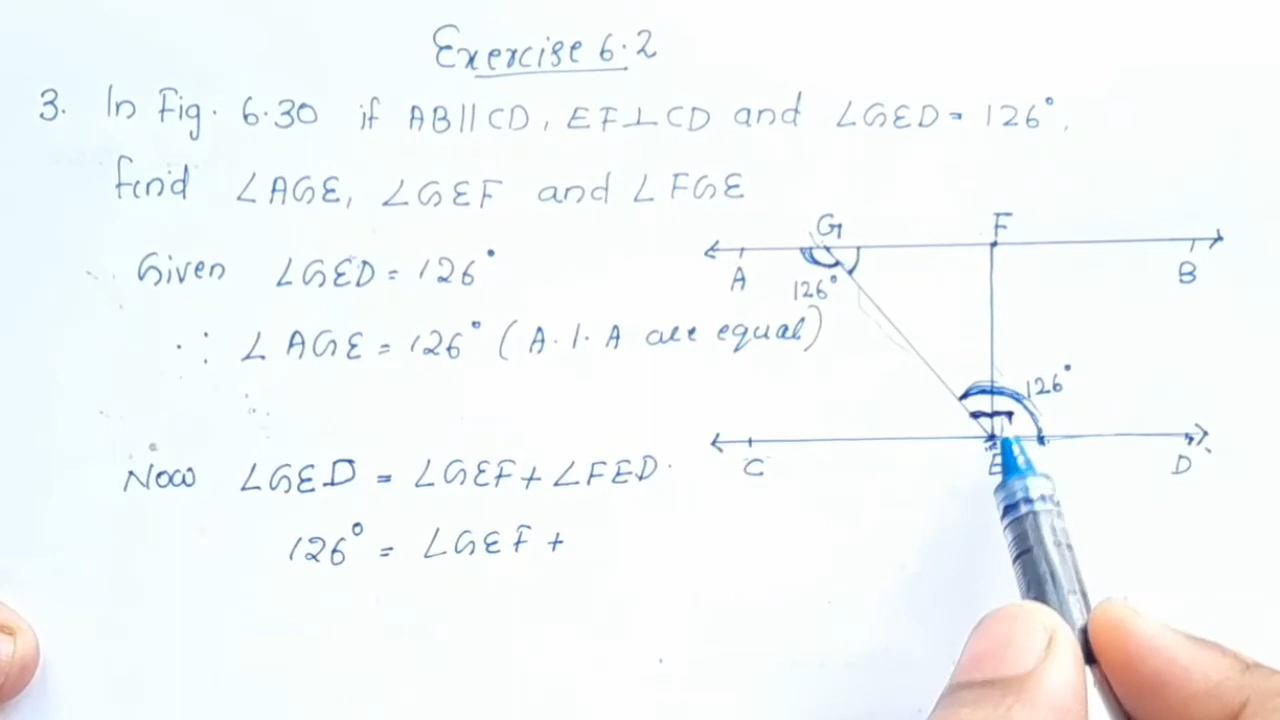 Exercise 6.2
3. In Fig. 6.30 if AB||CD, EF⊥CD and ∠GED = 126°.
find ∠AGE, ∠GEF and ∠FGE
Given ∠GED = 126°
∴ ∠AGE = 126° (A.I.A are equal)
Now ∠GED = ∠GEF + ∠FED.
126° = ∠GEF +
G F
A B
126°
126°
C E D